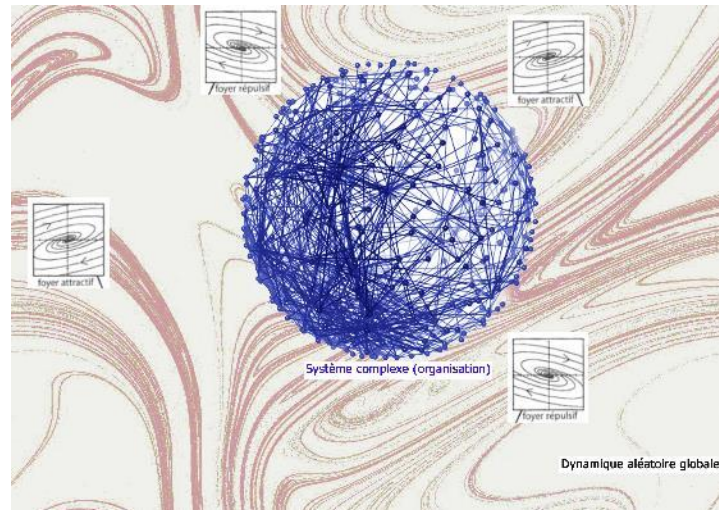 foyer répulsif
foyer attractif
foyer attractif
Système complexe (organisation)
foyer répulsif
Dynamique aléatoire globale